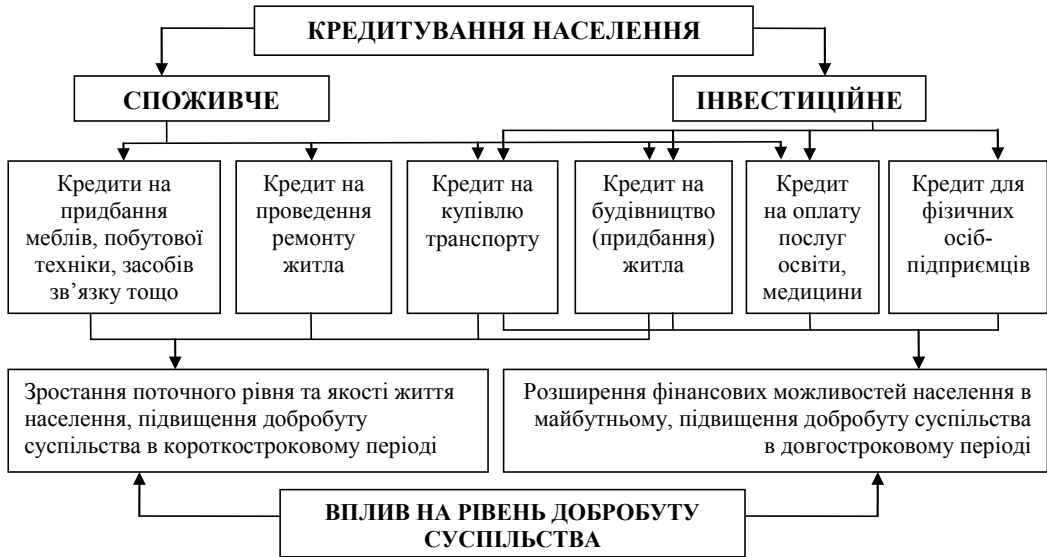 КРЕДИТУВАННЯ НАСЕЛЕННЯ
СПОЖИВЧЕ
ІНВЕСТИЦІЙНЕ
Кредити на
придбання
меблів, побутової
техніки, засобів
зв’язку тощо
Кредит на
проведення
ремонту
житла
Кредит на
купівлю
транспорту
Кредит на
будівництво
(придбання)
житла
Кредит
на оплату
послуг
освіти,
медицини
Кредит для
фізичних
осіб-
підприємців
Зростання поточного рівня та якості життя
населення, підвищення добробуту
суспільства в короткостроковому періоді
Розширення фінансових можливостей населення в
майбутньому, підвищення добробуту суспільства
в довгостроковому періоді
ВПЛИВ НА РІВЕНЬ ДОБРОБУТУ
СУСПІЛЬСТВА